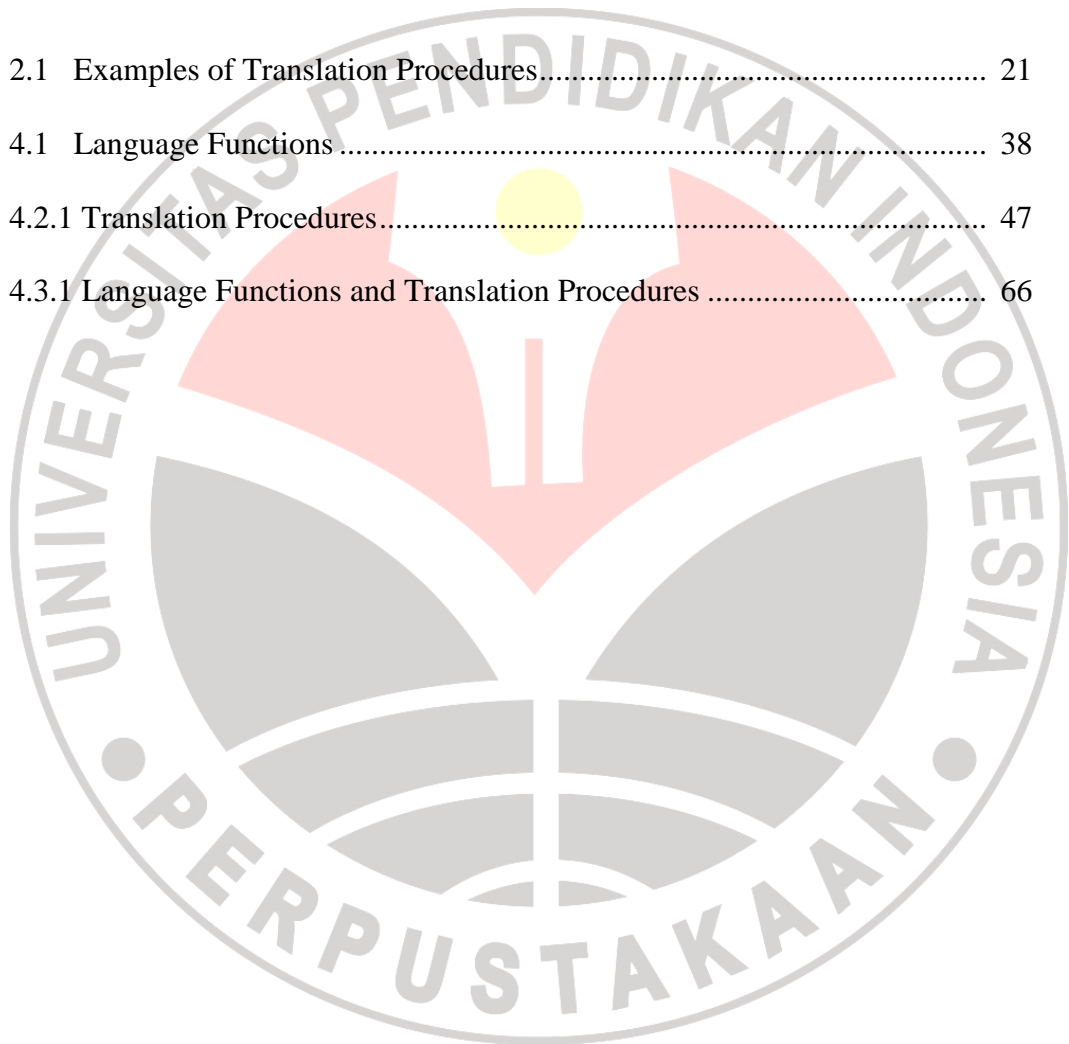 2.1 Examples of Translation Procedures.......................................................................... 21
4.1 Language Functions ................................................................................................ 38
4.2.1 Translation Procedures......................................................................................... 47
4.3.1 Language Functions and Translation Procedures ................................. 66
UNIVERSITAS PENDIDIKAN INDONESIA
PERPUSTAKAAN